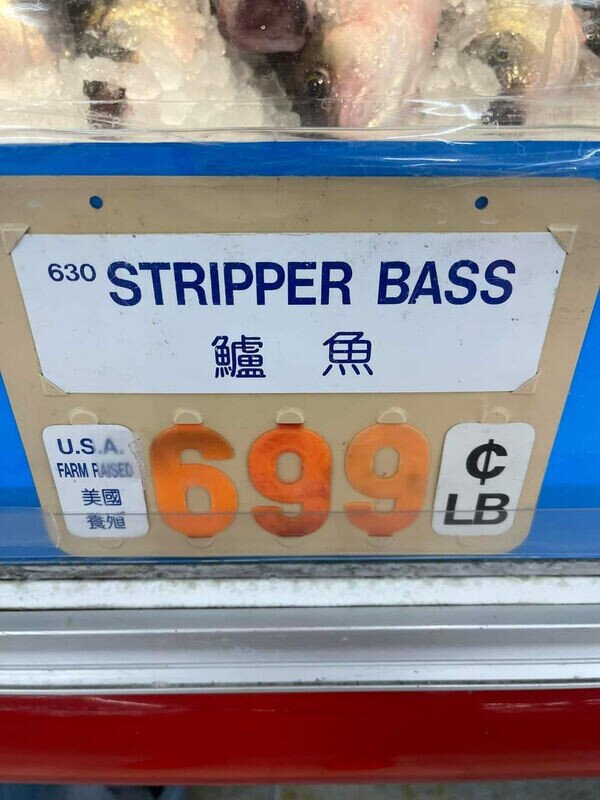 630 STRIPPER BASS
鱸 魚
U.S.A.
FARM RAISED
美國
養殖
699
¢
LB